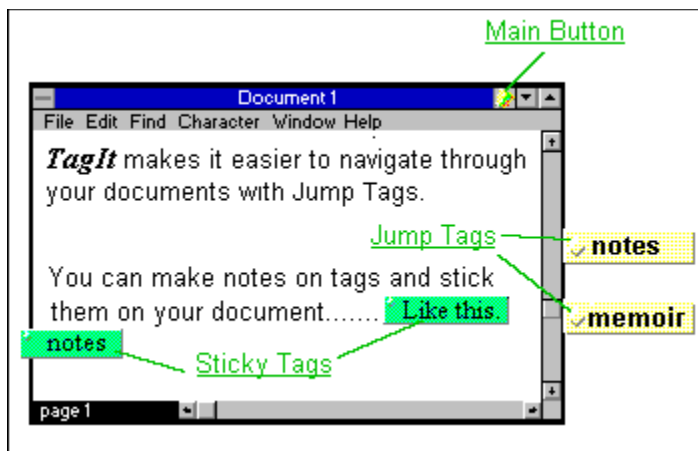 Main Button
Document 1
File Edit Find Character Window Help
TagIt makes it easier to navigate through
your documents with Jump Tags.
Jump Tags
notes
You can make notes on tags and stick
them on your document....... Like this.
memoir
notes
Sticky Tags
page 1